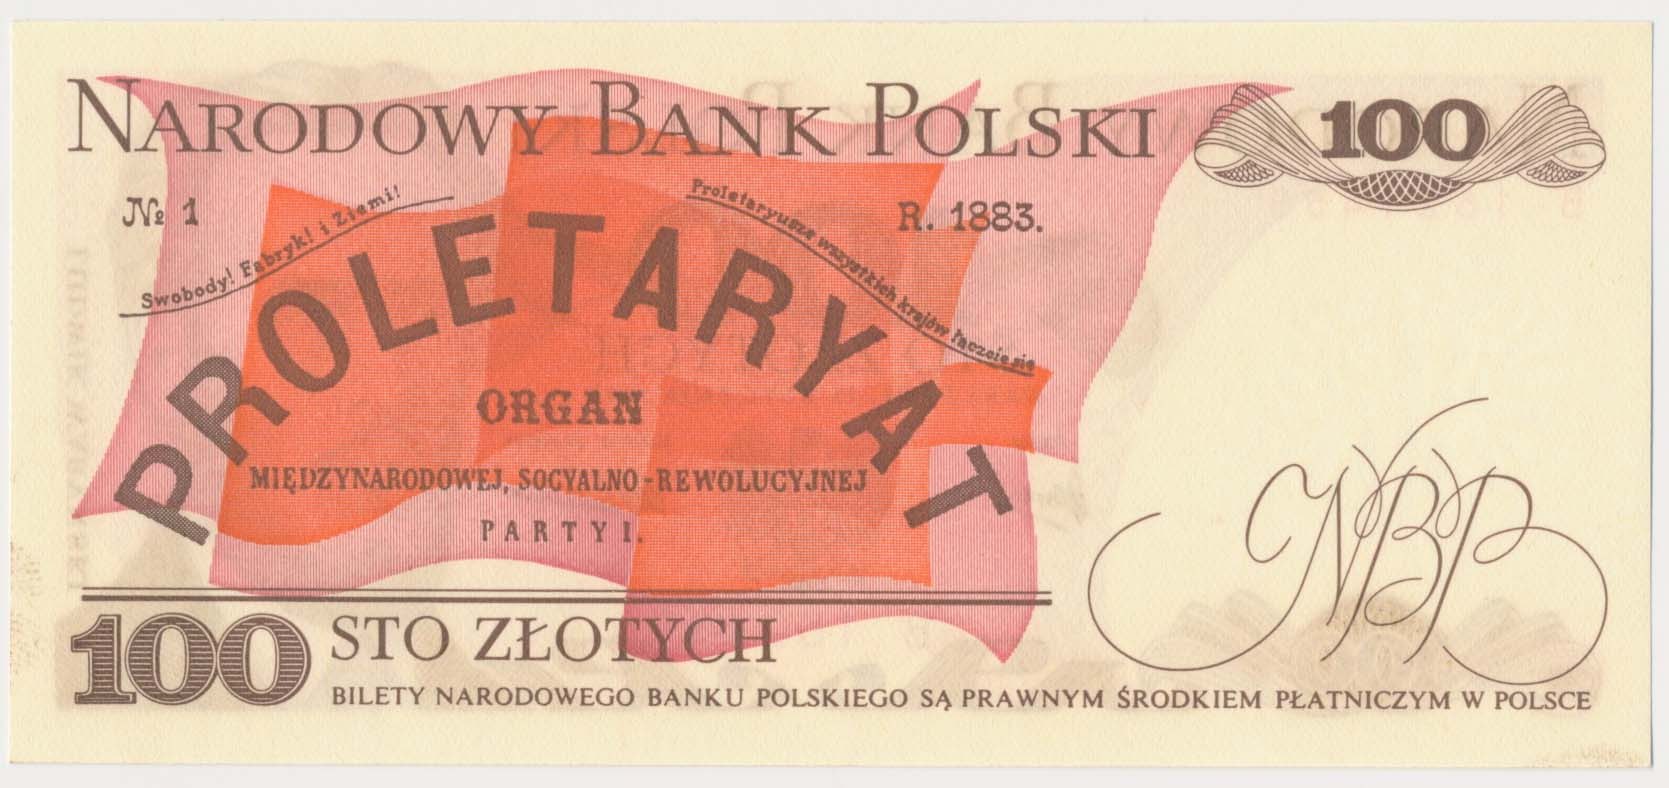 NARODOWY BANK POLSKI
100
№ 1
R. 1883.
Swobody! Fabryk! i Ziemi!
Proletaryusze wszystkich krajów łączcie się
PROLETARYAT
ORGAN
MIĘDZYNARODOWEJ, SOCYALNO-REWOLUCYJNEJ
PARTYI.
NBP
100 STO ZŁOTYCH
BILETY NARODOWEGO BANKU POLSKIEGO SĄ PRAWNYM ŚRODKIEM PŁATNICZYM W POLSCE